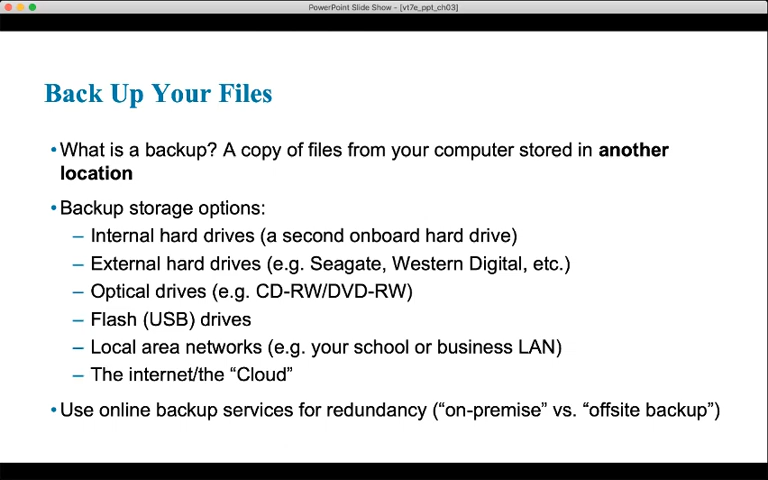 PowerPoint Slide Show - [vt7e_ppt_ch03]
Back Up Your Files
•What is a backup? A copy of files from your computer stored in another
location
•Backup storage options:
– Internal hard drives (a second onboard hard drive)
– External hard drives (e.g. Seagate, Western Digital, etc.)
– Optical drives (e.g. CD-RW/DVD-RW)
– Flash (USB) drives
– Local area networks (e.g. your school or business LAN)
– The internet/the “Cloud”
•Use online backup services for redundancy (“on-premise” vs. “offsite backup”)